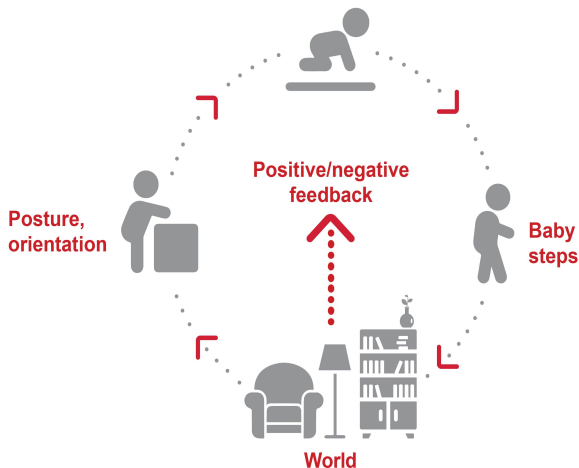 Positive/negative
feedback
Posture,
orientation
Baby
steps
World